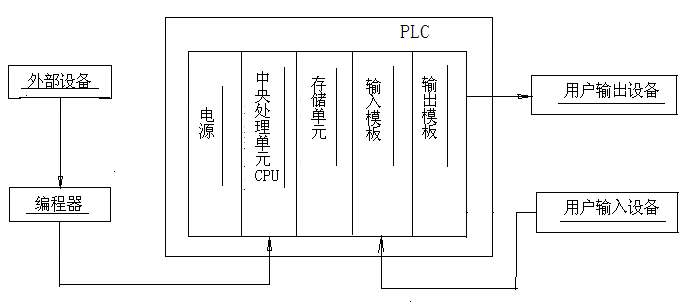 PLC
外部设备
编程器
电源
中央处理单元CPU
存储单元
输入模板
输出模板
用户输出设备
用户输入设备